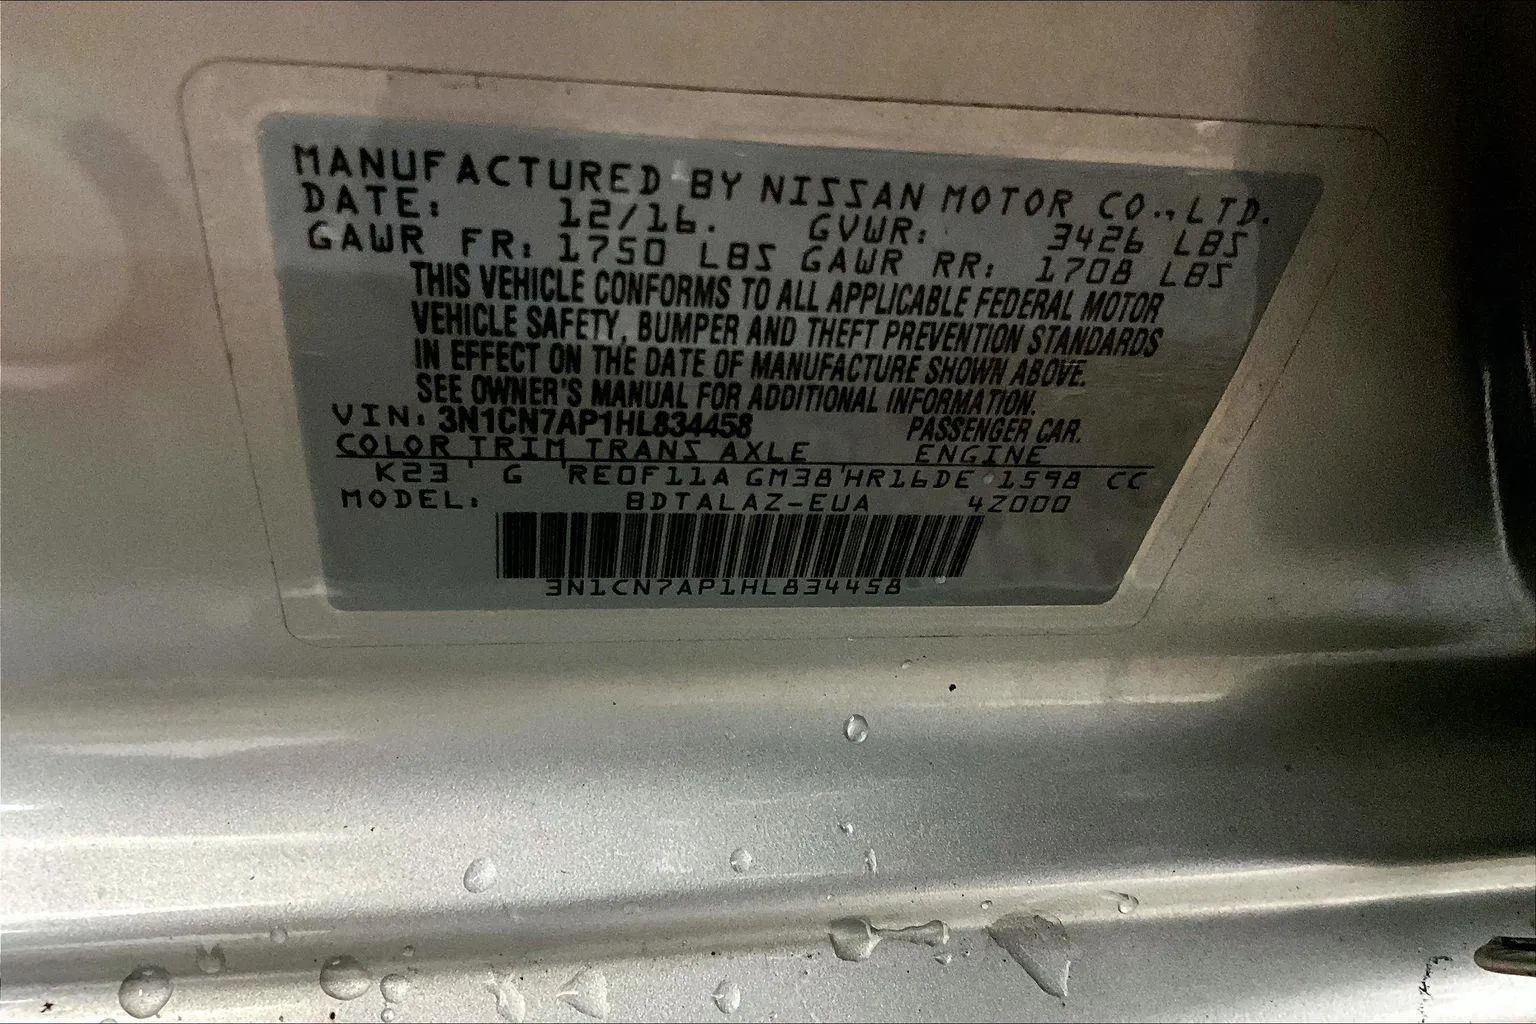 MANUFACTURED BY NISSAN MOTOR CO.,LTD.
DATE: 12/16. GVWR: 3426 LBS
GAWR FR: 1750 LBS GAWR RR: 1708 LBS
THIS VEHICLE CONFORMS TO ALL APPLICABLE FEDERAL MOTOR
VEHICLE SAFETY, BUMPER AND THEFT PREVENTION STANDARDS
IN EFFECT ON THE DATE OF MANUFACTURE SHOWN ABOVE.
SEE OWNER'S MANUAL FOR ADDITIONAL INFORMATION.
VIN: 3N1CN7AP1HL834458 PASSENGER CAR.
COLOR TRIM TRANS AXLE ENGINE
K23 ' G 'RE0F11A GM38'HR16DE 1598 CC
MODEL: BDTALAZ-EUA 4Z000
3N1CN7AP1HL834458